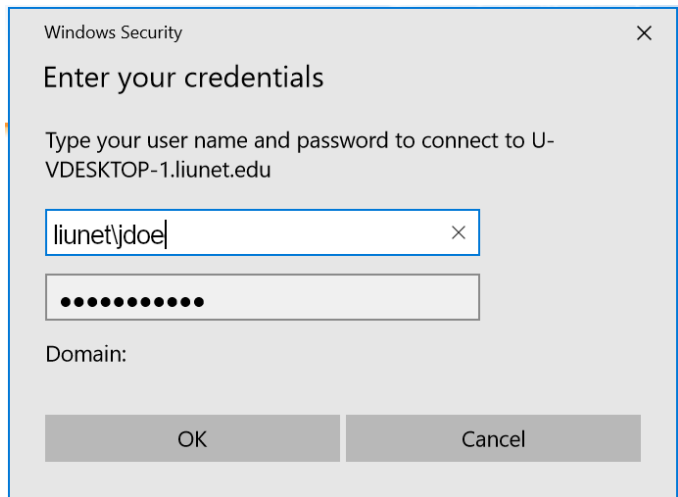 Windows Security
Enter your credentials
Type your user name and password to connect to U-
VDESKTOP-1.liunet.edu
liunet\jdoe
●●●●●●●●●●●
Domain:
OK
Cancel